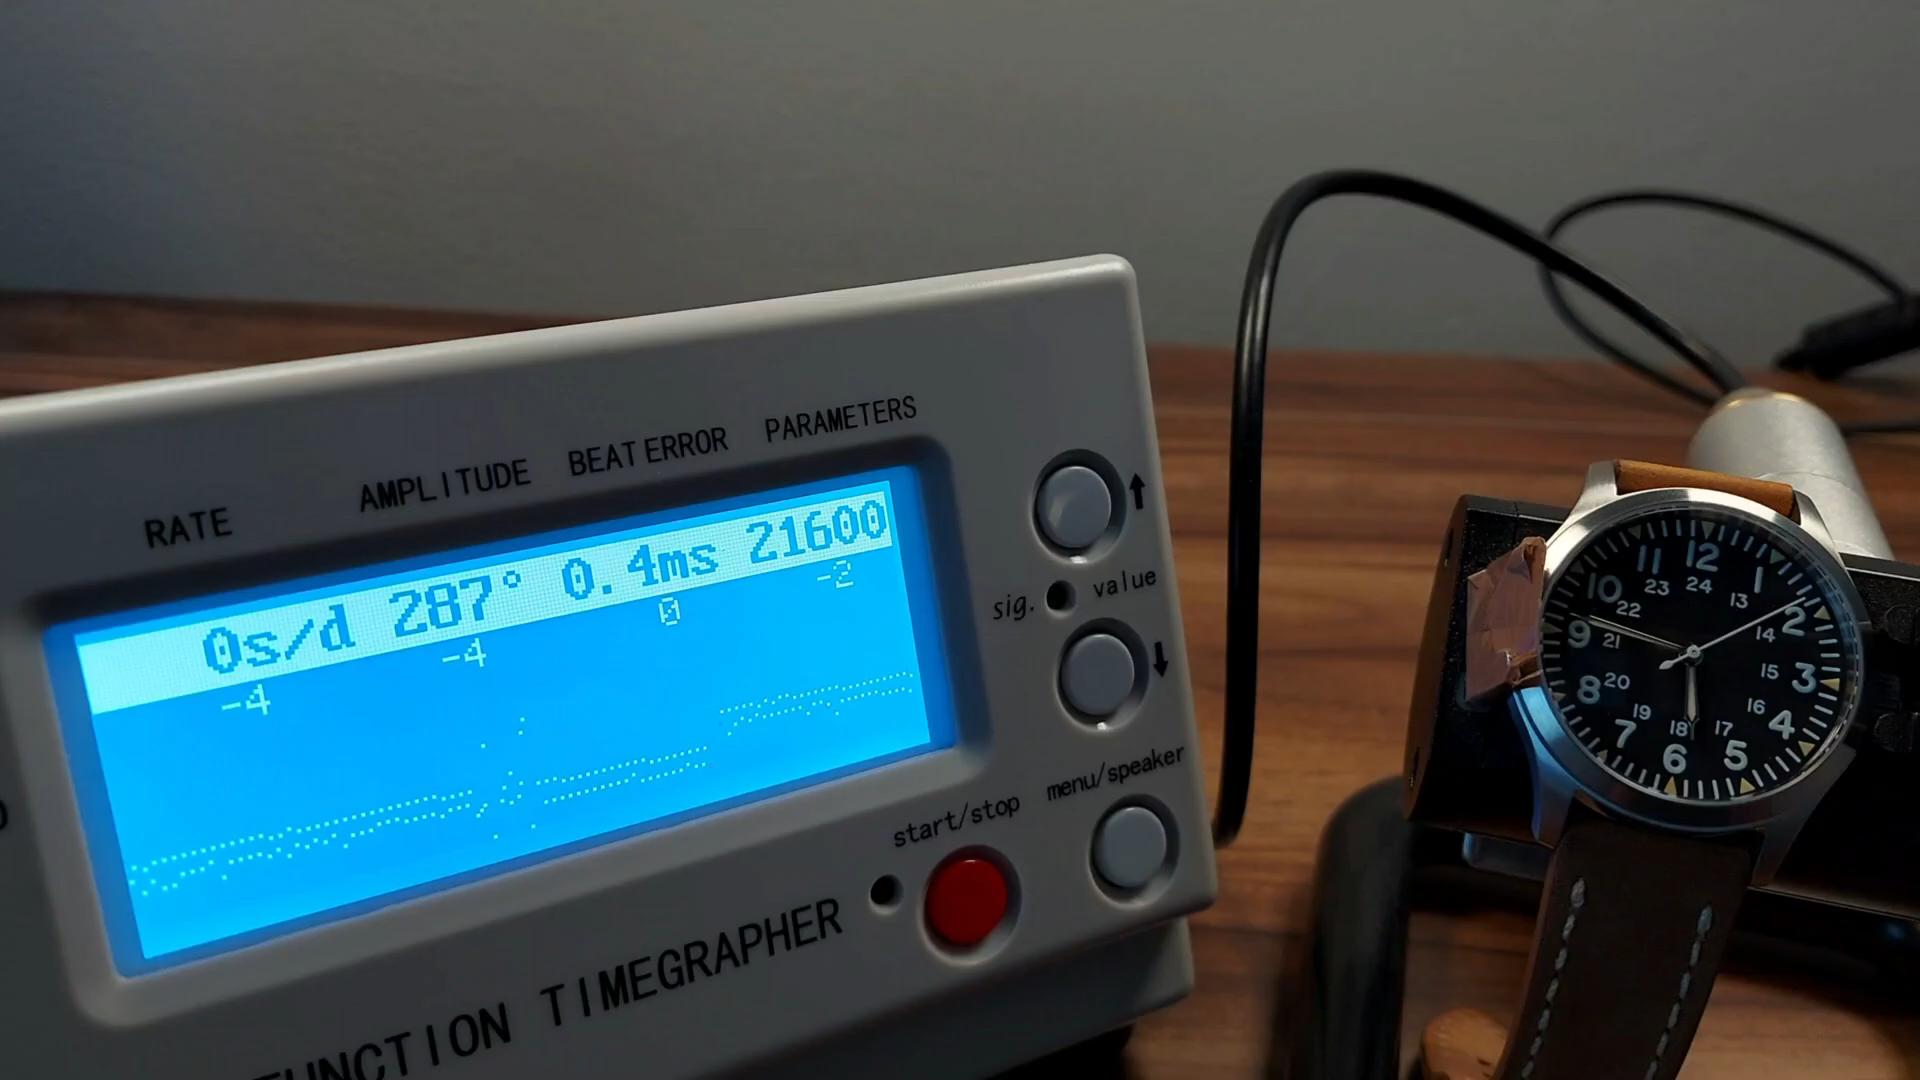 RATE AMPLITUDE BEAT ERROR PARAMETERS
0s/d 287° 0.4ms 21600
-4 -4 0 -2
sig. value
menu/speaker
start/stop
FUNCTION TIMEGRAPHER
12
11 1
24
23 13
10 2
22 14
9 3
21 15
8 4
20 16
19 17
18
7 5
6